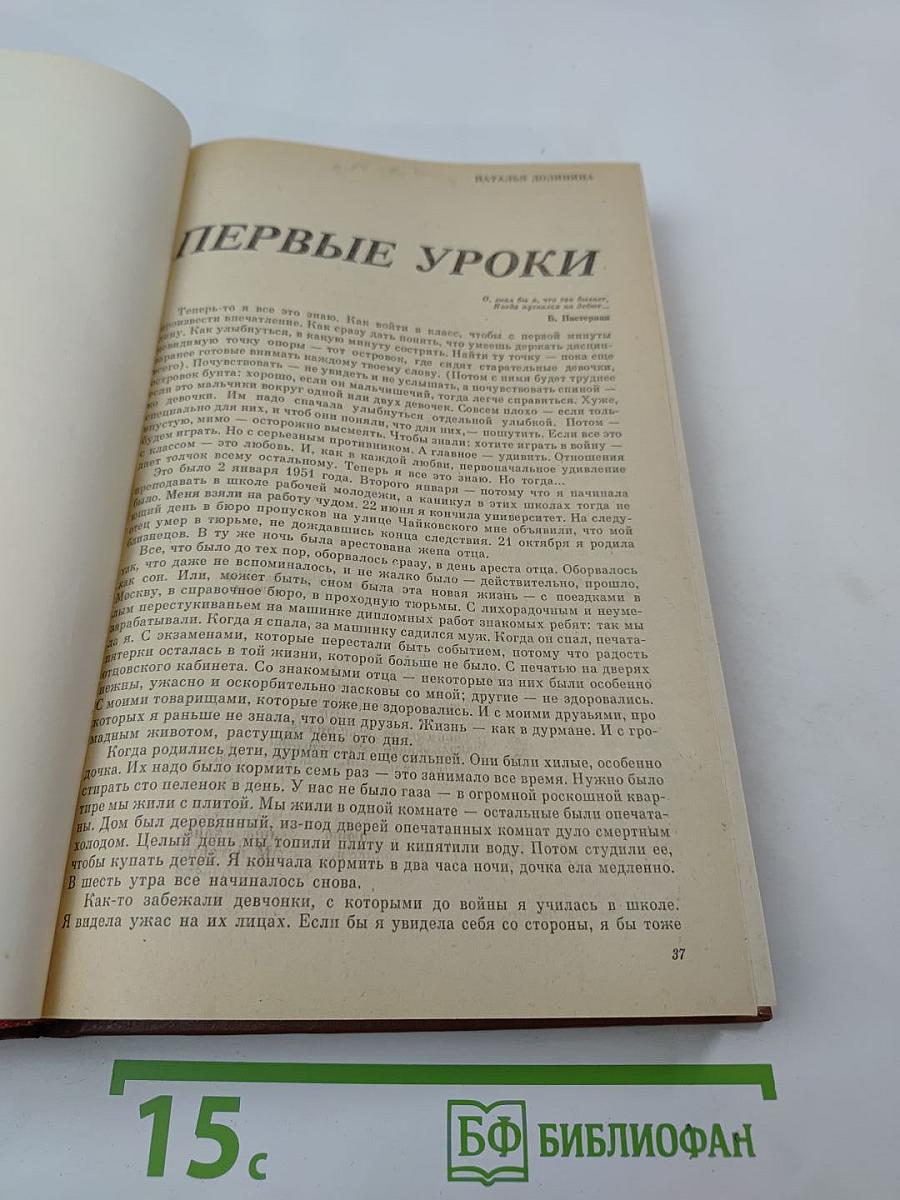 НАТАЛЬЯ ДОЛИНИНА
ПЕРВЫЕ УРОКИ
О, знал бы я, что так бывает,
Когда пускался на дебют...
Б. Пастернак
Теперь-то я все это знаю. Как войти в класс, чтобы с первой минуты
произвести впечатление. Как сразу дать понять, что умеешь держать дисцип-
лину. Как улыбнуться, в какую минуту сострить. Найти ту точку — пока еще
невидимую точку опоры — тот островок, где сидят старательные девочки,
заранее готовые внимать каждому твоему слову. (Потом с ними будет труднее
всего). Почувствовать — не увидеть и не услышать, а почувствовать спиной —
островок бунта: хорошо, если он мальчишечий, тогда легче справиться. Хуже,
если это мальчики вокруг одной или двух девочек. Совсем плохо — если толь-
ко девочки. Им надо сначала улыбнуться отдельной улыбкой. Потом —
специально для них, и чтоб они поняли, что для них,— пошутить. Если все это
впустую, мимо — осторожно высмеять. Чтобы знали: хотите играть в войну —
будем играть. Но с серьезным противником. А главное — удивить. Отношения
с классом — это любовь. И, как в каждой любви, первоначальное удивление
дает толчок всему остальному. Теперь я все это знаю. Но тогда...
Это было 2 января 1951 года. Второго января — потому что я начинала
преподавать в школе рабочей молодежи, а каникул в этих школах тогда не
было. Меня взяли на работу чудом. 22 июня я кончила университет. На следу-
ющий день в бюро пропусков на улице Чайковского мне объявили, что мой
отец умер в тюрьме, не дождавшись конца следствия. 21 октября я родила
близнецов. В ту же ночь была арестована жена отца.
Все, что было до тех пор, оборвалось сразу, в день ареста отца. Оборвалось
так, что даже не вспоминалось, и не жалко было — действительно, прошло,
как сон. Или, может быть, сном была эта новая жизнь — с поездками в
Москву, в справочное бюро, в проходную тюрьмы. С лихорадочным и неуме-
лым перестукиваньем на машинке дипломных работ знакомых ребят: так мы
зарабатывали. Когда я спала, за машинку садился муж. Когда он спал, печата-
ла я. С экзаменами, которые перестали быть событием, потому что радость
пятерки осталась в той жизни, которой больше не было. С печатью на дверях
отцовского кабинета. Со знакомыми отца — некоторые из них были особенно
нежны, ужасно и оскорбительно ласковы со мной; другие — не здоровались.
С моими товарищами, которые тоже не здоровались. И с моими друзьями, про
которых я раньше не знала, что они друзья. Жизнь — как в дурмане. И с гро-
мадным животом, растущим день ото дня.
Когда родились дети, дурман стал еще сильней. Они были хилые, особенно
дочка. Их надо было кормить семь раз — это занимало все время. Нужно было
стирать сто пеленок в день. У нас не было газа — в огромной роскошной квар-
тире мы жили с плитой. Мы жили в одной комнате — остальные были опечата-
ны. Дом был деревянный, из-под дверей опечатанных комнат дуло смертным
холодом. Целый день мы топили плиту и кипятили воду. Потом студили ее,
чтобы купать детей. Я кончала кормить в два часа ночи, дочка ела медленно.
В шесть утра все начиналось снова.
Как-то забежали девчонки, с которыми до войны я училась в школе.
Я видела ужас на их лицах. Если бы я увидела себя со стороны, я бы тоже
37
15 с
БФ БИБЛИОФАН